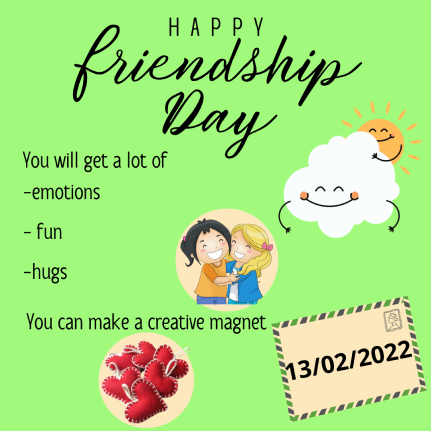 HAPPY
friendship
Day
You will get a lot of
-emotions
- fun
-hugs
You can make a creative magnet
13/02/2022